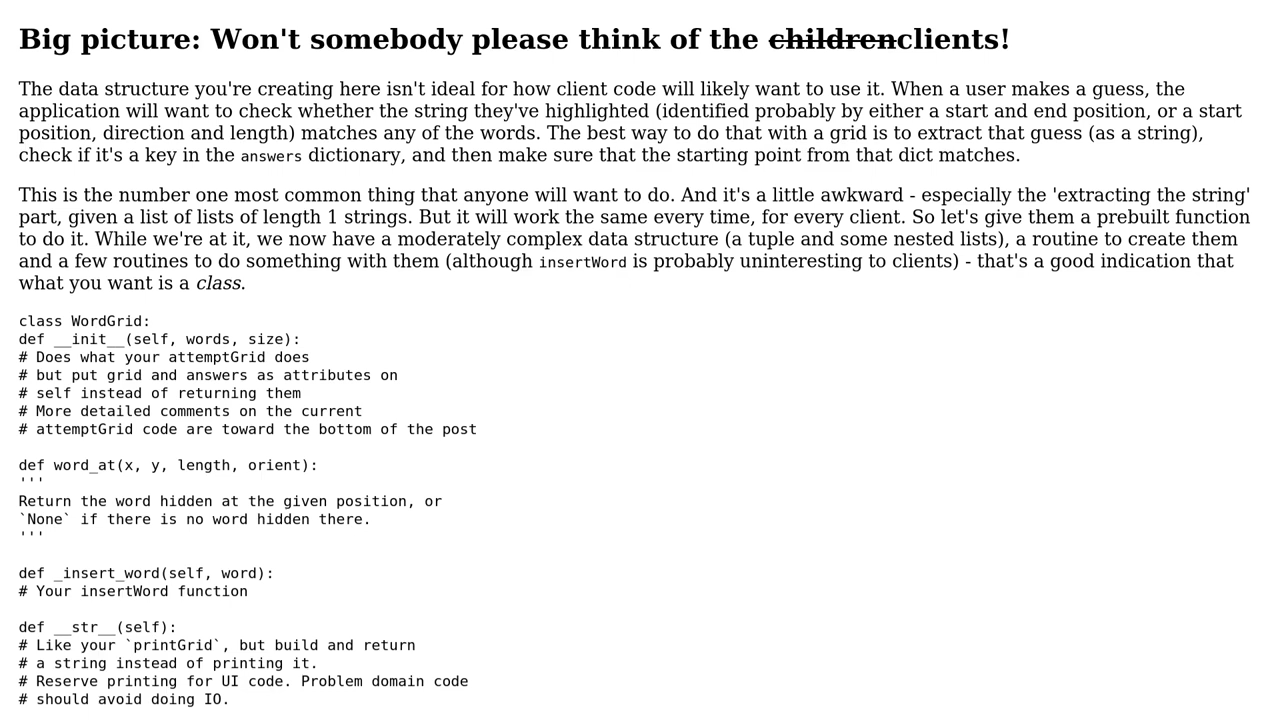 Big picture: Won't somebody please think of the childrenclients!
The data structure you're creating here isn't ideal for how client code will likely want to use it. When a user makes a guess, the
application will want to check whether the string they've highlighted (identified probably by either a start and end position, or a start
position, direction and length) matches any of the words. The best way to do that with a grid is to extract that guess (as a string),
check if it's a key in the answers dictionary, and then make sure that the starting point from that dict matches.
This is the number one most common thing that anyone will want to do. And it's a little awkward - especially the 'extracting the string'
part, given a list of lists of length 1 strings. But it will work the same every time, for every client. So let's give them a prebuilt function
to do it. While we're at it, we now have a moderately complex data structure (a tuple and some nested lists), a routine to create them
and a few routines to do something with them (although insertWord is probably uninteresting to clients) - that's a good indication that
what you want is a class.
class WordGrid:
def __init__(self, words, size):
# Does what your attemptGrid does
# but put grid and answers as attributes on
# self instead of returning them
# More detailed comments on the current
# attemptGrid code are toward the bottom of the post
def word_at(x, y, length, orient):
'''
Return the word hidden at the given position, or
`None` if there is no word hidden there.
'''
def _insert_word(self, word):
# Your insertWord function
def __str__(self):
# Like your `printGrid`, but build and return
# a string instead of printing it.
# Reserve printing for UI code. Problem domain code
# should avoid doing IO.